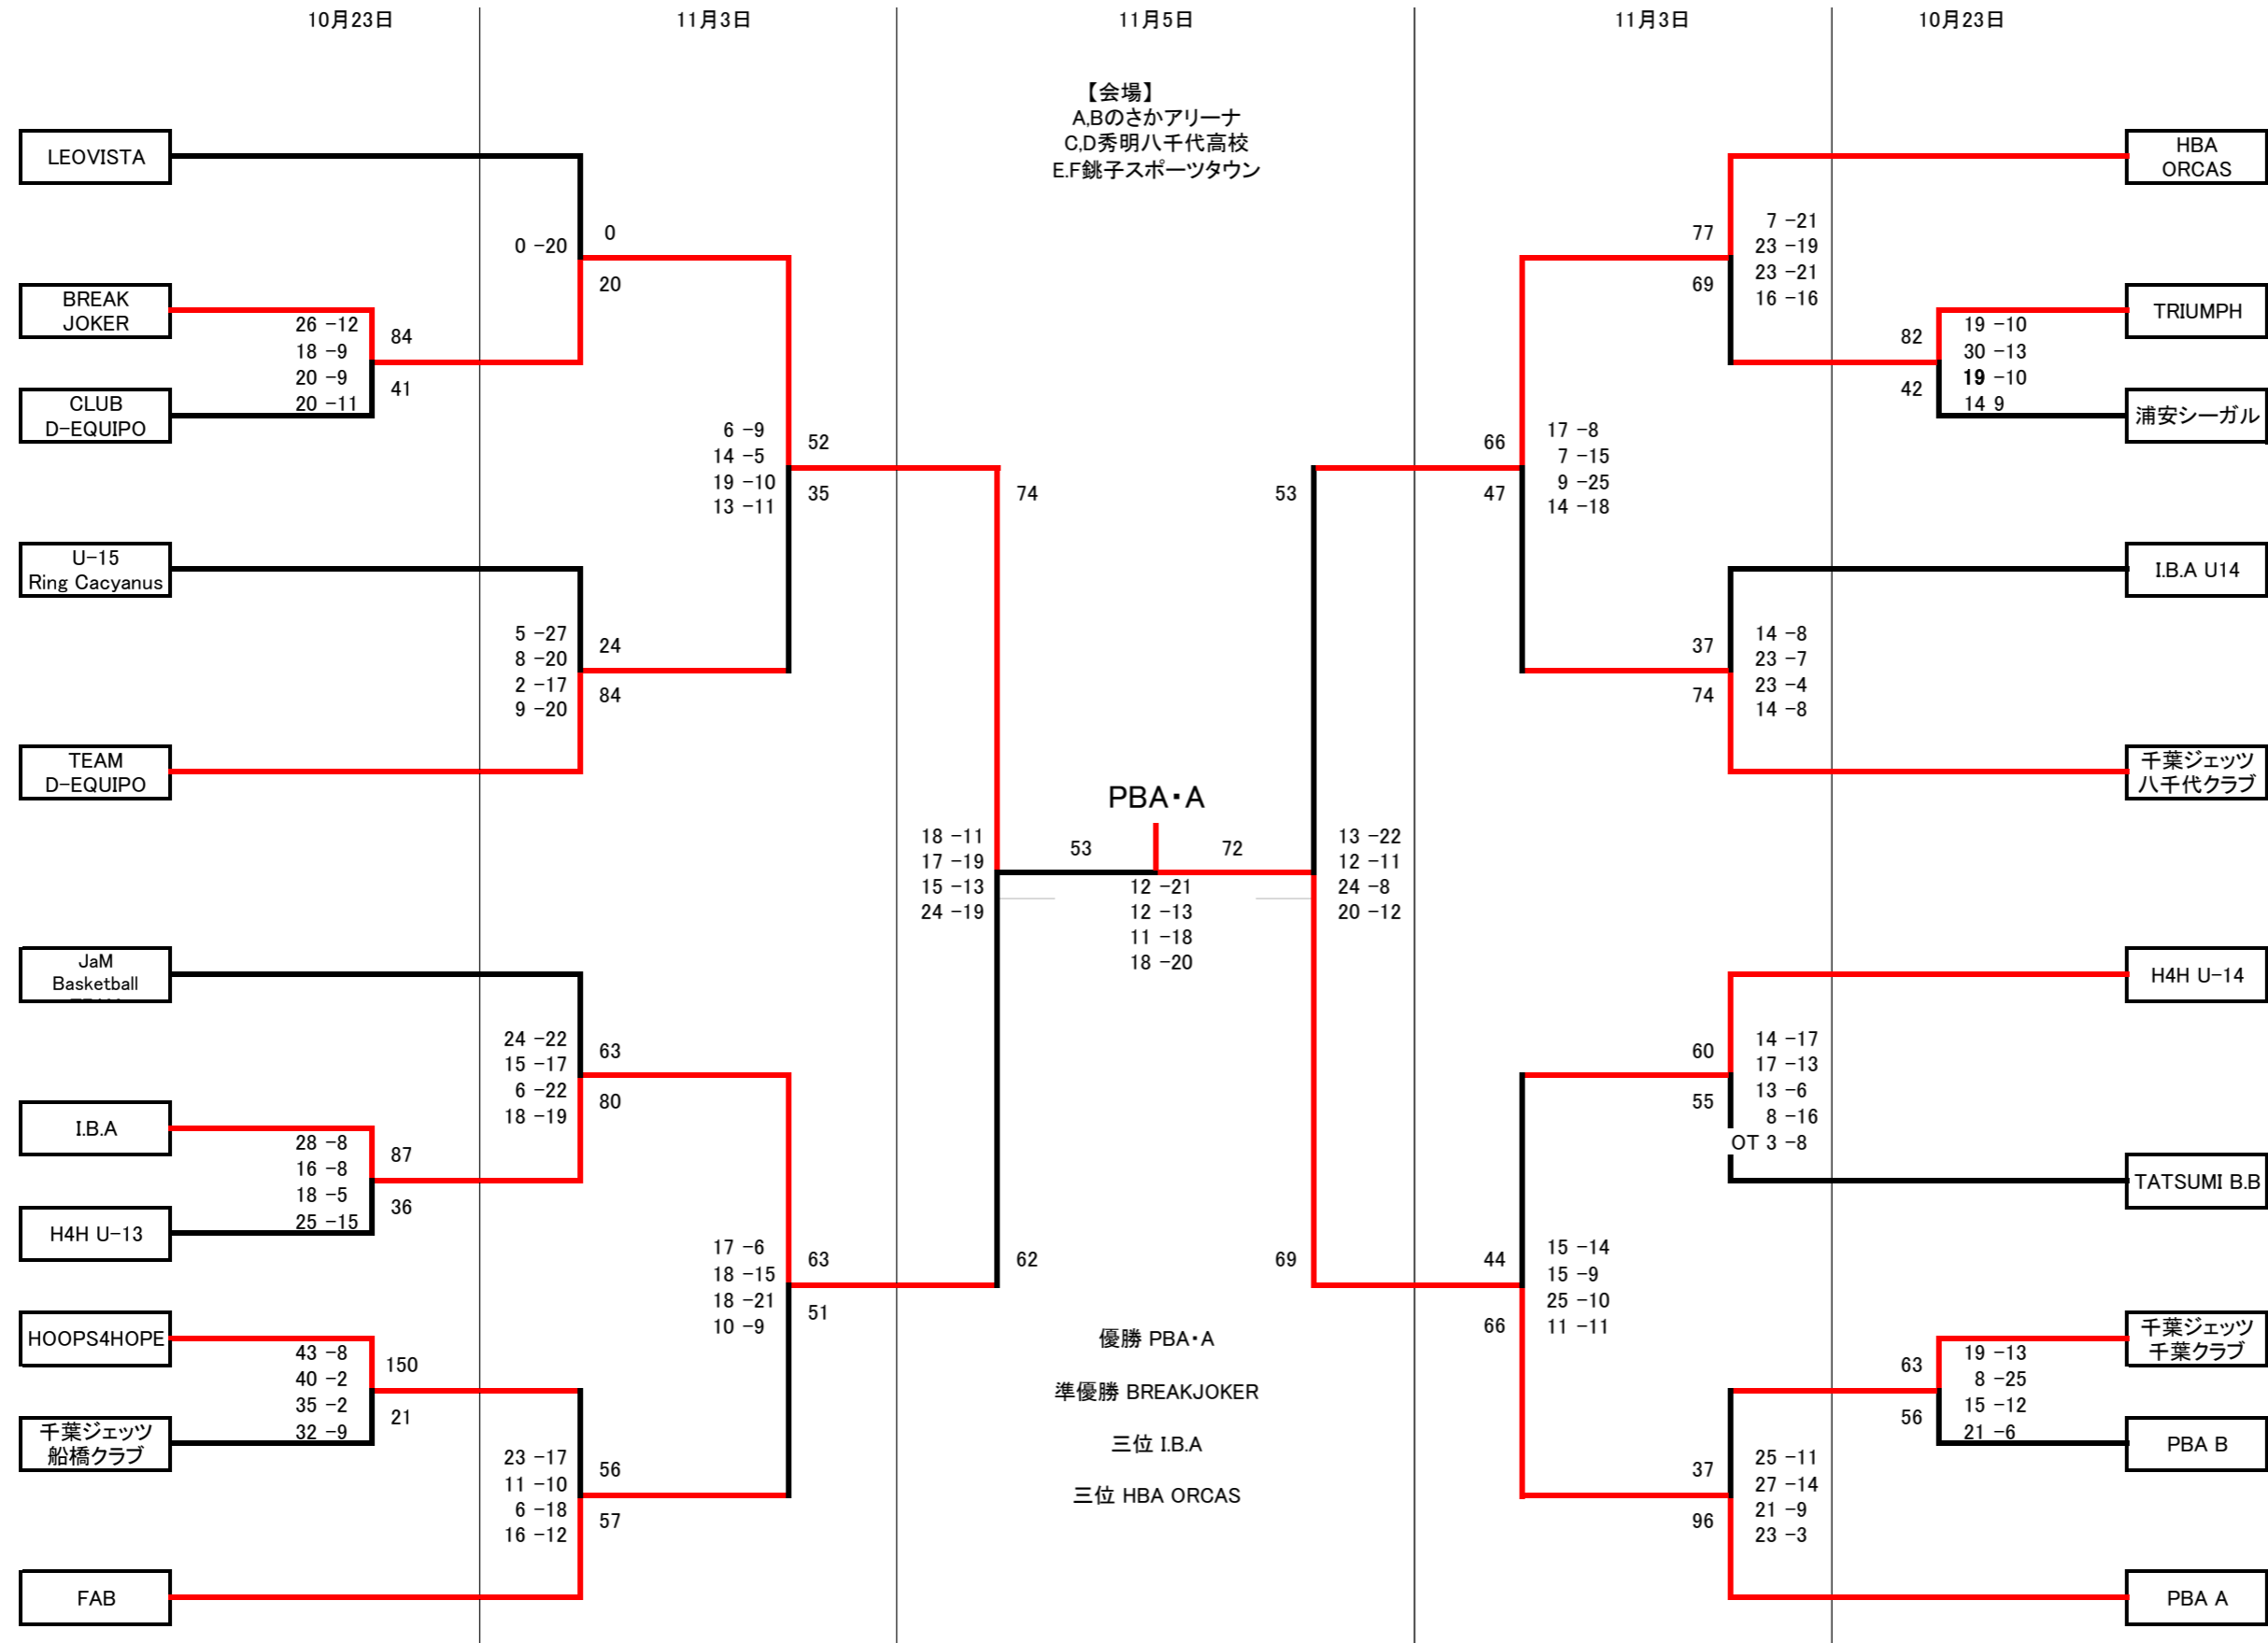 10月23日
11月3日
11月5日
11月3日
10月23日
【会場】
A,Bのさかアリーナ
C,D秀明八千代高校
E.F銚子スポーツタウン
LEOVISTA
BREAK
JOKER
CLUB
D-EQUIPO
U-15
Ring Cacyanus
TEAM
D-EQUIPO
JaM
Basketball
I.B.A
H4H U-13
HOOPS4HOPE
千葉ジェッツ
船橋クラブ
FAB
26 -12
18 -9
20 -9
20 -11
84
41
28 -8
16 -8
18 -5
25 -15
87
36
43 -8
40 -2
35 -2
32 -9
150
21
0 -20
0
20
5 -27
8 -20
2 -17
9 -20
24
84
24 -22
15 -17
6 -22
18 -19
63
80
23 -17
11 -10
6 -18
16 -12
56
57
6 -9
14 -5
19 -10
13 -11
52
35
17 -6
18 -15
18 -21
10 -9
63
51
18 -11
17 -19
15 -13
24 -19
74
62
PBA・A
53
72
12 -21
12 -13
11 -18
18 -20
優勝 PBA・A
準優勝 BREAKJOKER
三位 I.B.A
三位 HBA ORCAS
53
69
13 -22
12 -11
24 -8
20 -12
66
47
17 -8
7 -15
9 -25
14 -18
44
66
15 -14
15 -9
25 -10
11 -11
77
69
7 -21
23 -19
23 -21
16 -16
37
74
14 -8
23 -7
23 -4
14 -8
60
55
14 -17
17 -13
13 -6
8 -16
OT 3 -8
37
96
25 -11
27 -14
21 -9
23 -3
82
42
19 -10
30 -13
19 -10
14 9
63
56
19 -13
8 -25
15 -12
21 -6
HBA
ORCAS
TRIUMPH
浦安シーガル
I.B.A U14
千葉ジェッツ
八千代クラブ
H4H U-14
TATSUMI B.B
千葉ジェッツ
千葉クラブ
PBA B
PBA A